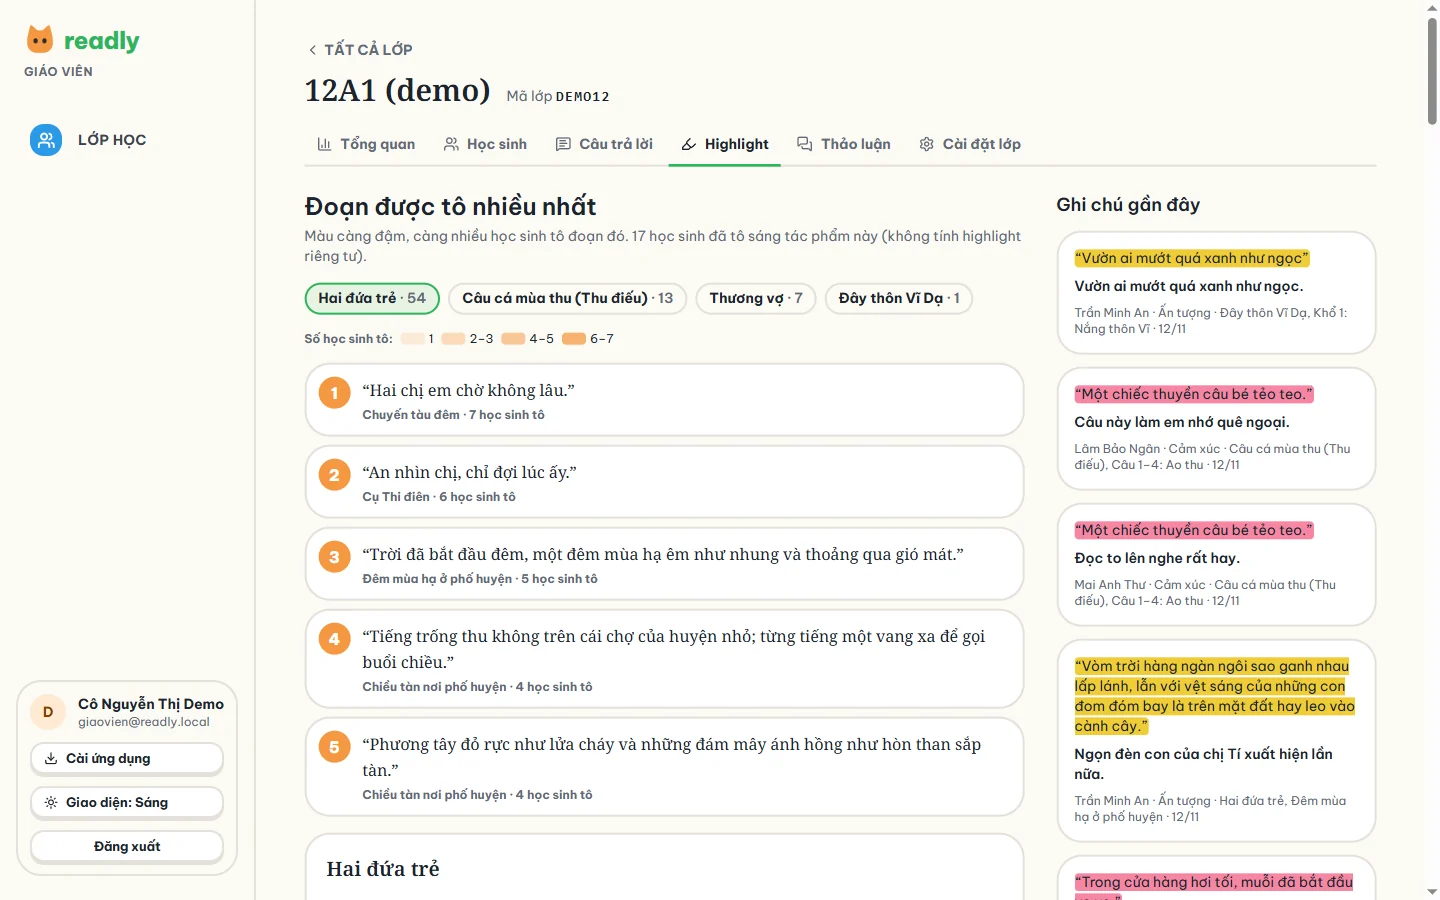 readly
GIÁO VIÊN
LỚP HỌC
Cô Nguyễn Thị Demo
giaovien@readly.local
D
Cài ứng dụng
Giao diện: Sáng
Đăng xuất
TẤT CẢ LỚP
12A1 (demo) Mã lớp DEMO12
Tổng quan Học sinh Câu trả lời Highlight Thảo luận Cài đặt lớp
Đoạn được tô nhiều nhất
Màu càng đậm, càng nhiều học sinh tô đoạn đó. 17 học sinh đã tô sáng tác phẩm này (không tính highlight
riêng tư).
Hai đứa trẻ · 54 Câu cá mùa thu (Thu điếu) · 13 Thương vợ · 7 Đây thôn Vĩ Dạ · 1
Số học sinh tô: 1 2–3 4–5 6–7
1 “Hai chị em chờ không lâu.”
Chuyến tàu đêm · 7 học sinh tô
2 “An nhìn chị, chỉ đợi lúc ấy.”
Cụ Thi điên · 6 học sinh tô
3 “Trời đã bắt đầu đêm, một đêm mùa hạ êm như nhung và thoảng qua gió mát.”
Đêm mùa hạ ở phố huyện · 5 học sinh tô
4 “Tiếng trống thu không trên cái chợ của huyện nhỏ; từng tiếng một vang xa để gọi
buổi chiều.”
Chiều tàn nơi phố huyện · 4 học sinh tô
5 “Phương tây đỏ rực như lửa cháy và những đám mây ánh hồng như hòn than sắp
tàn.”
Chiều tàn nơi phố huyện · 4 học sinh tô
Hai đứa trẻ
Ghi chú gần đây
“Vườn ai mướt quá xanh như ngọc”
Vườn ai mướt quá xanh như ngọc.
Trần Minh An · Ấn tượng · Đây thôn Vĩ Dạ, Khổ 1:
Nắng thôn Vĩ · 12/11
“Một chiếc thuyền câu bé tẻo teo.”
Câu này làm em nhớ quê ngoại.
Lâm Bảo Ngân · Cảm xúc · Câu cá mùa thu (Thu
điếu), Câu 1–4: Ao thu · 12/11
“Một chiếc thuyền câu bé tẻo teo.”
Đọc to lên nghe rất hay.
Mai Anh Thư · Cảm xúc · Câu cá mùa thu (Thu
điếu), Câu 1–4: Ao thu · 12/11
“Vòm trời hàng ngàn ngôi sao ganh nhau
lấp lánh, lẫn với vệt sáng của những con
đom đóm bay là trên mặt đất hay leo vào
cành cây.”
Ngọn đèn con của chị Tí xuất hiện lần
nữa.
Trần Minh An · Ấn tượng · Hai đứa trẻ, Đêm mùa
hạ ở phố huyện · 12/11
“Trong cửa hàng hơi tối, muỗi đã bắt đầu